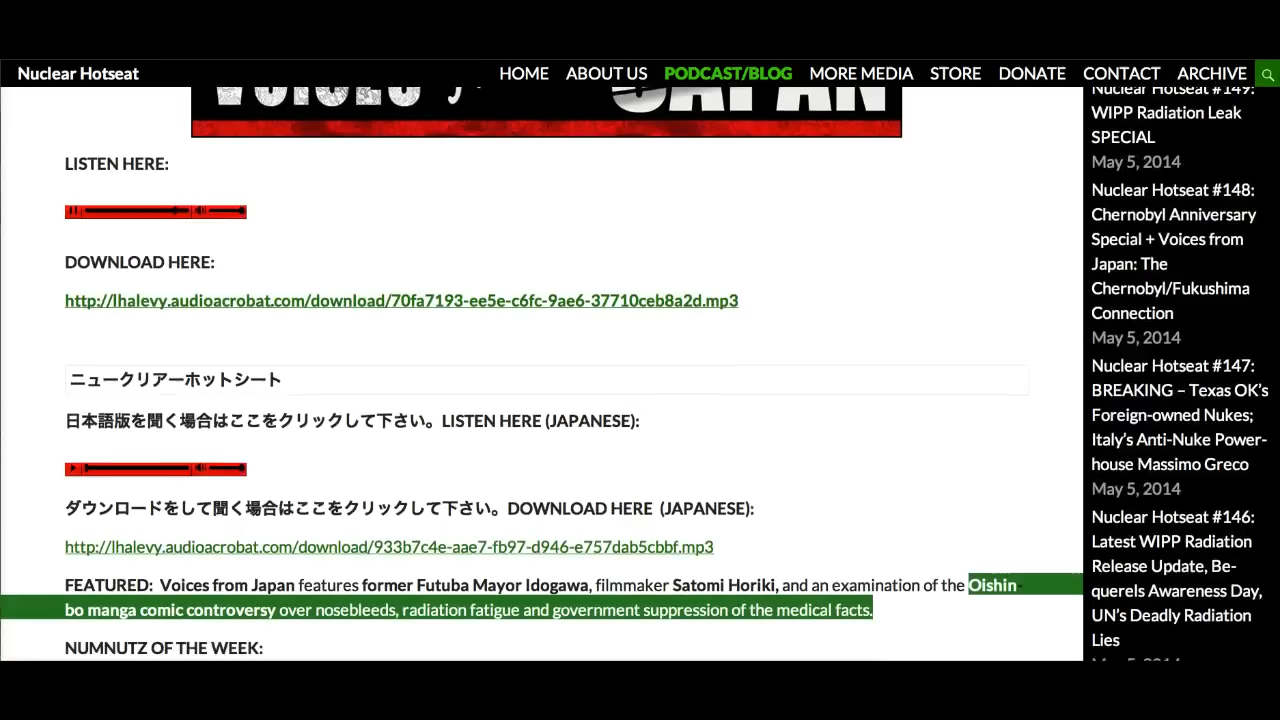 Nuclear Hotseat
HOME ABOUT US PODCAST/BLOG MORE MEDIA STORE DONATE CONTACT ARCHIVE
JAPAN
LISTEN HERE:
DOWNLOAD HERE:
http://lhalevy.audioacrobat.com/download/70fa7193-ee5e-c6fc-9ae6-37710ceb8a2d.mp3
ニュークリアーホットシート
日本語版を聞く場合はここをクリックして下さい。LISTEN HERE (JAPANESE):
ダウンロードをして聞く場合はここをクリックして下さい。DOWNLOAD HERE (JAPANESE):
http://lhalevy.audioacrobat.com/download/933b7c4e-aae7-fb97-d946-e757dab5cbbf.mp3
FEATURED: Voices from Japan features former Futuba Mayor Idogawa, filmmaker Satomi Horiki, and an examination of the Oishin-
bo manga comic controversy over nosebleeds, radiation fatigue and government suppression of the medical facts.
NUMNUTZ OF THE WEEK:
Nuclear Hotseat #149:
WIPP Radiation Leak
SPECIAL
May 5, 2014
Nuclear Hotseat #148:
Chernobyl Anniversary
Special + Voices from
Japan: The
Chernobyl/Fukushima
Connection
May 5, 2014
Nuclear Hotseat #147:
BREAKING – Texas OK's
Foreign-owned Nukes;
Italy's Anti-Nuke Power-
house Massimo Greco
May 5, 2014
Nuclear Hotseat #146:
Latest WIPP Radiation
Release Update, Be-
querels Awareness Day,
UN's Deadly Radiation
Lies